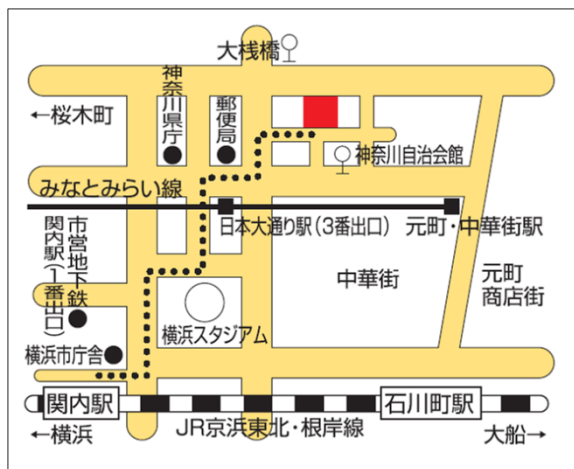 大桟橋
神奈川県庁
郵便局
←桜木町
神奈川自治会館
みなとみらい線
日本大通り駅(3番出口)
元町・中華街駅
市営地下鉄
関内駅(1番出口)
中華街
元町
商店街
横浜スタジアム
横浜市庁舎
関内駅
石川町駅
←横浜
JR京浜東北・根岸線
大船→